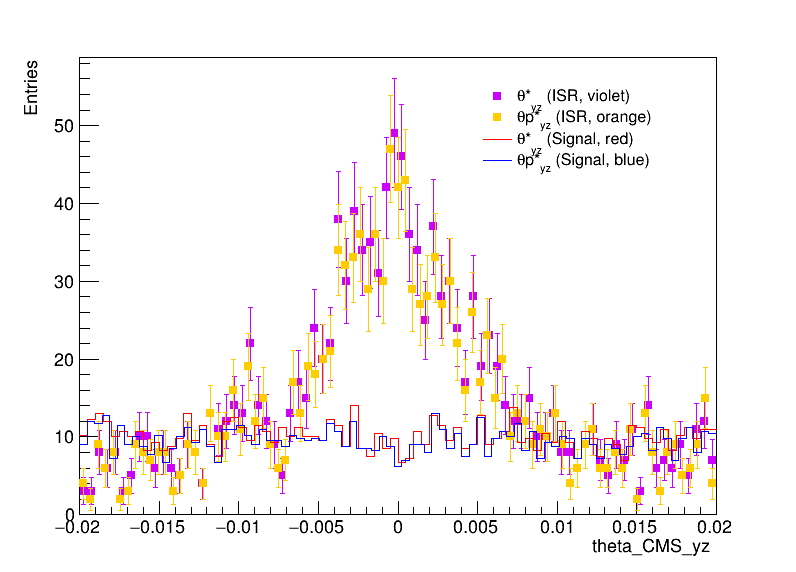 Entries
50
40
30
20
10
0
θ*yz (ISR, violet)
θp*yz (ISR, orange)
θ*yz (Signal, red)
θp*yz (Signal, blue)
−0.02 −0.015 −0.01 −0.005 0 0.005 0.01 0.015 0.02
theta_CMS_yz